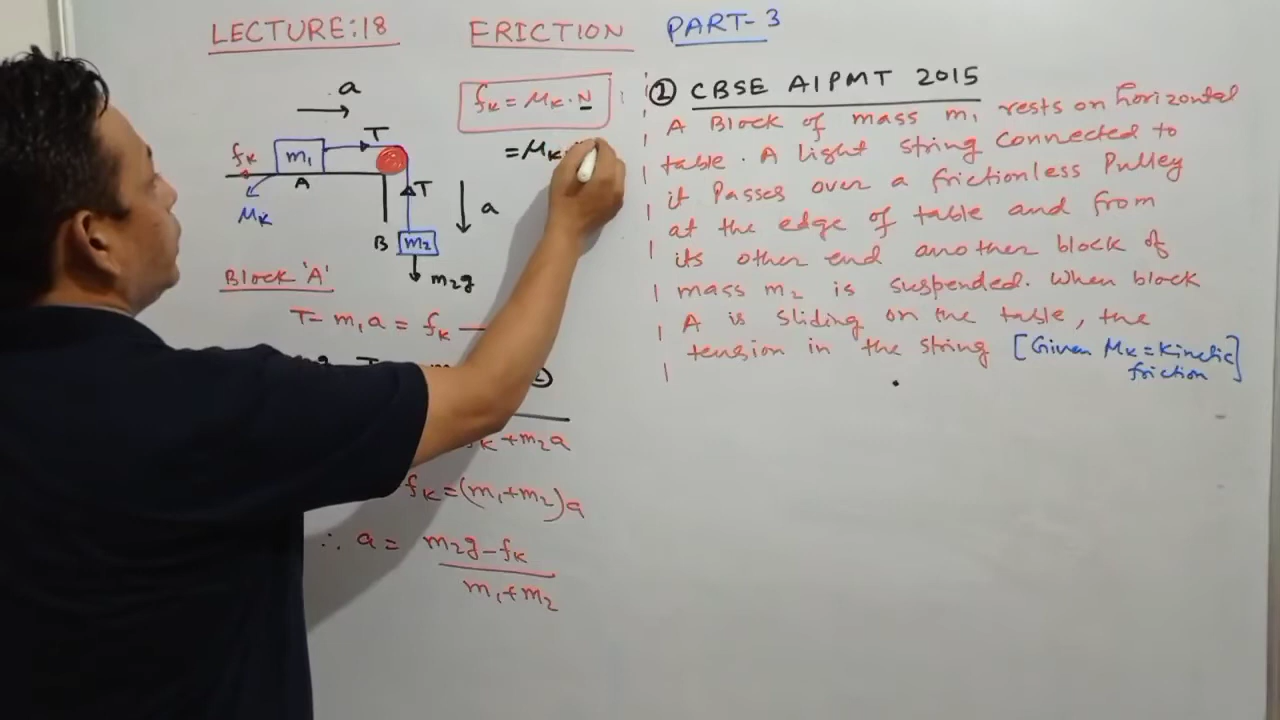 LECTURE:18 FRICTION PART-3
a
T
fK
m1
A
μK
T
a
B
m2
m2g
fK = μK.N
= μK
Block 'A'
T- m1a = fK
②
K+m2a
fK=(m1+m2)a
∴ a= m2g-fK
m1+m2
② CBSE AIPMT 2015
A Block of mass m1 rests on horizontal
table. A light string connected to
it Passes over a frictionless Pulley
at the edge of table and from
its other end another block of
mass m2 is suspended. When block
A is sliding on the table, the
tension in the string [Given μK=Kinetic
friction]